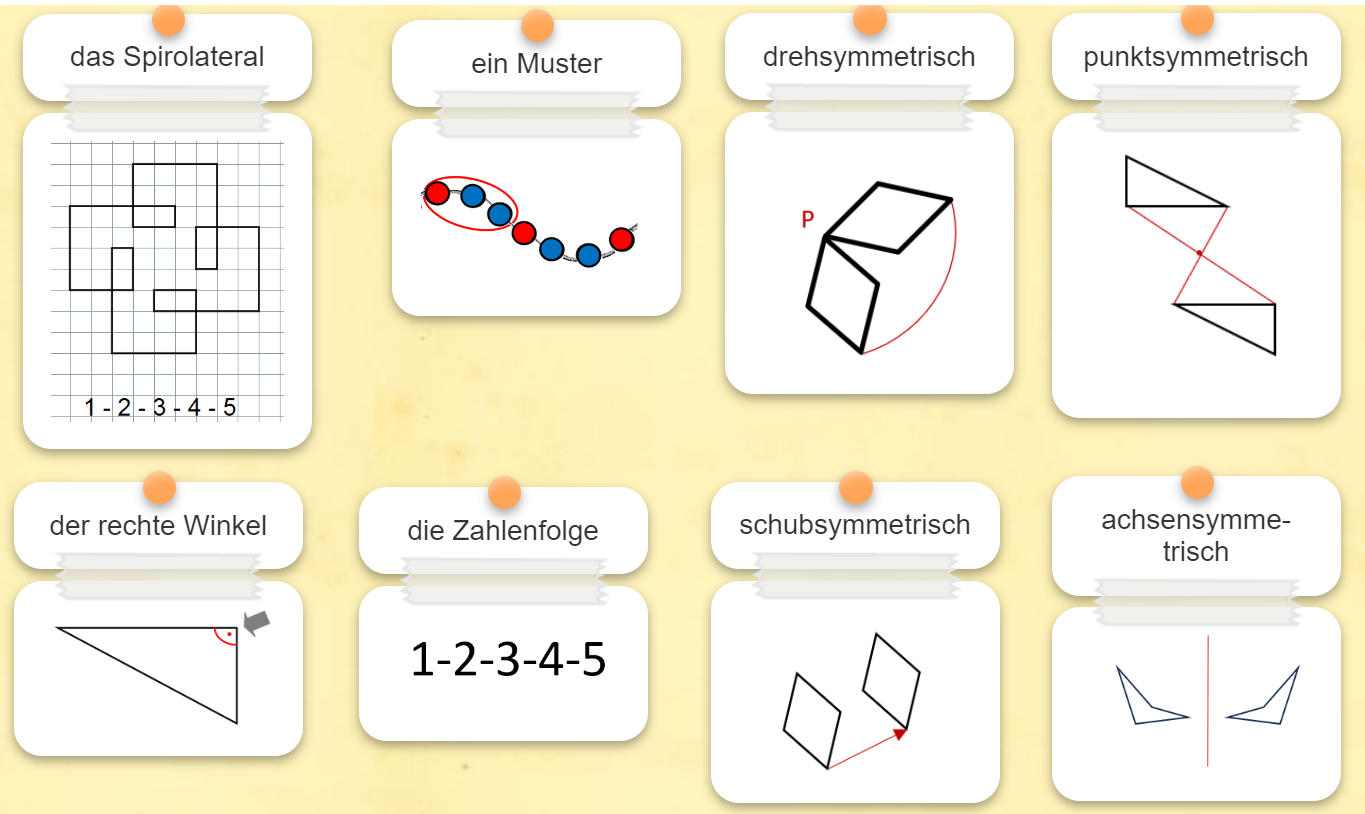 das Spirolateral
ein Muster
drehsymmetrisch
punktsymmetrisch
P
1 - 2 - 3 - 4 - 5
der rechte Winkel
die Zahlenfolge
schubsymmetrisch
achsensymme-
trisch
1-2-3-4-5